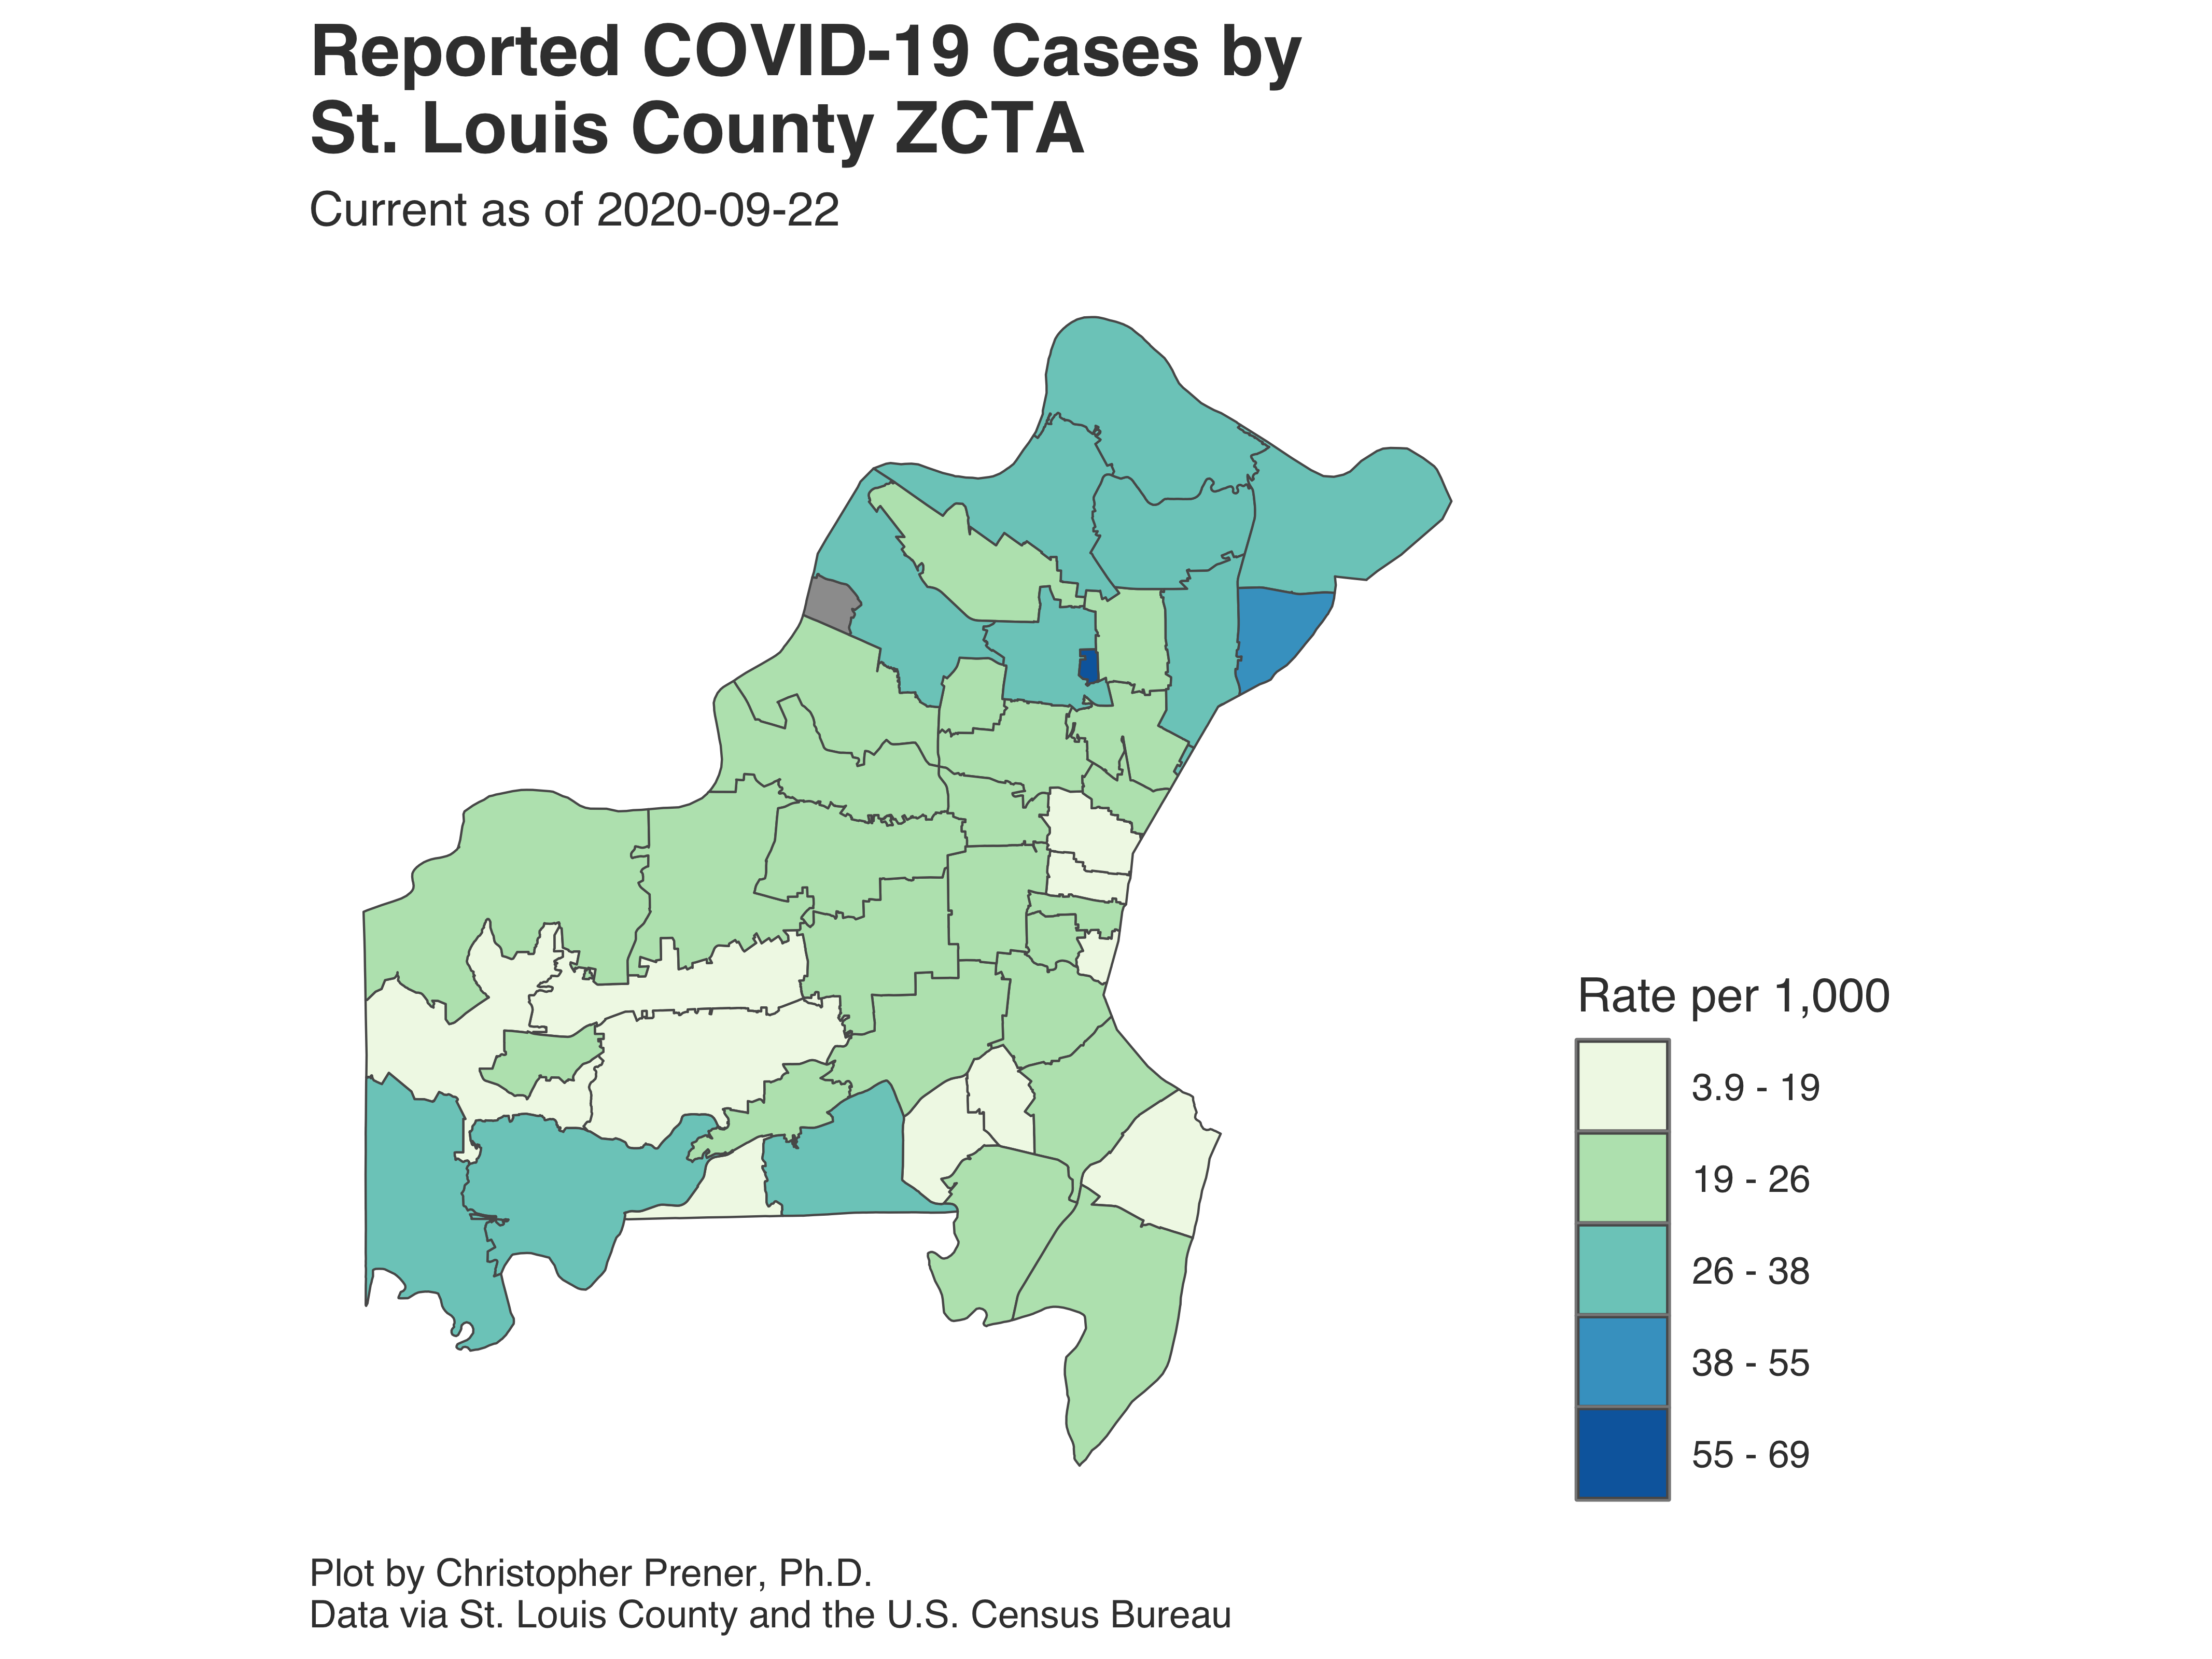 Reported COVID-19 Cases by
St. Louis County ZCTA
Current as of 2020-09-22
Rate per 1,000
3.9 - 19
19 - 26
26 - 38
38 - 55
55 - 69
Plot by Christopher Prener, Ph.D.
Data via St. Louis County and the U.S. Census Bureau